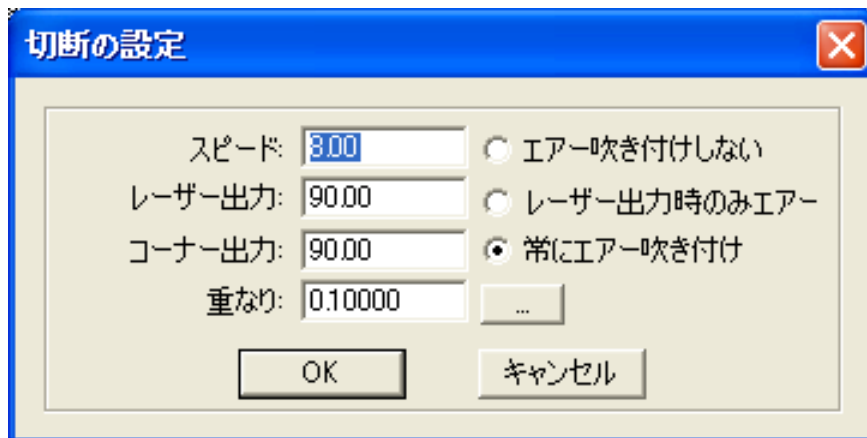 切断の設定
スピード: 8.00
エアー吹き付けしない
レーザー出力: 90.00
レーザー出力時のみエアー
コーナー出力: 90.00
常にエアー吹き付け
重なり: 0.10000
...
OK
キャンセル